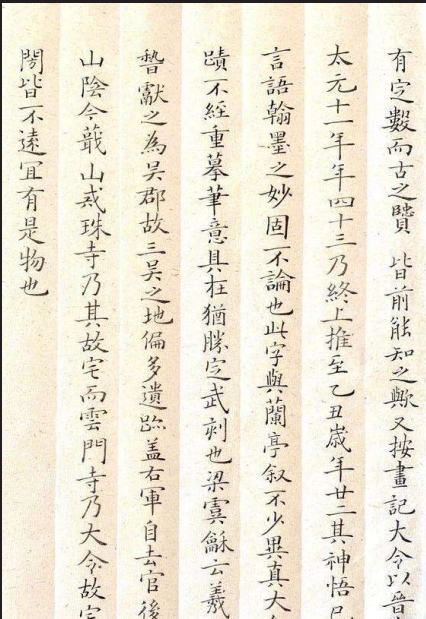 有定數而古之賢皆前能知之歟又按畫記大令以晉
太元十一年年四十三乃終上推至乙丑歲年廿二其神悟
言語翰墨之妙固不論也此字與蘭亭叙不少異真大
蹟不經重摹筆意具在猶勝定武刻也梁虞龢云羲
獻之為吳郡故三吳之地偏多遺跡蓋右軍自去官後
山陰今蕺山戒珠寺乃其故宅而雲門寺乃大令故宅
閒皆不遠宜有是物也